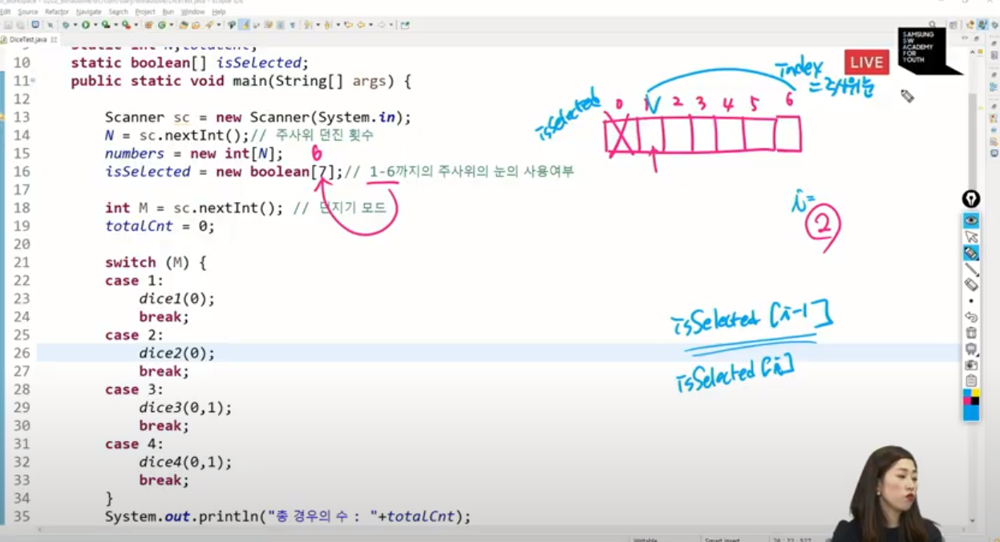 Edit Source Refactor Navigate Search Project Run Window Help
DiceTest.java
9 static int N,totalCnt;
10 static boolean[] isSelected;
11 public static void main(String[] args) {
12
13 Scanner sc = new Scanner(System.in);
14 N = sc.nextInt();// 주사위 던진 횟수
15 numbers = new int[N];
6
16 isSelected = new boolean[7];// 1-6까지의 주사위의 눈의 사용여부
17
18 int M = sc.nextInt(); // 던지기 모드
19 totalCnt = 0;
20
21 switch (M) {
22 case 1:
23 dice1(0);
24 break;
25 case 2:
26 dice2(0);
27 break;
28 case 3:
29 dice3(0,1);
30 break;
31 case 4:
32 dice4(0,1);
33 break;
34 }
35 System.out.println("총 경우의 수 : "+totalCnt);
LIVE
SAMSUNG
SW
ACADEMY
FOR
YOUTH
index
=주사위눈
isSelected
0 1 2 3 4 5 6
i=
2
isSelected[i-1]
isSelected[i]
Writable
Smart Insert
26 : 22 : 527